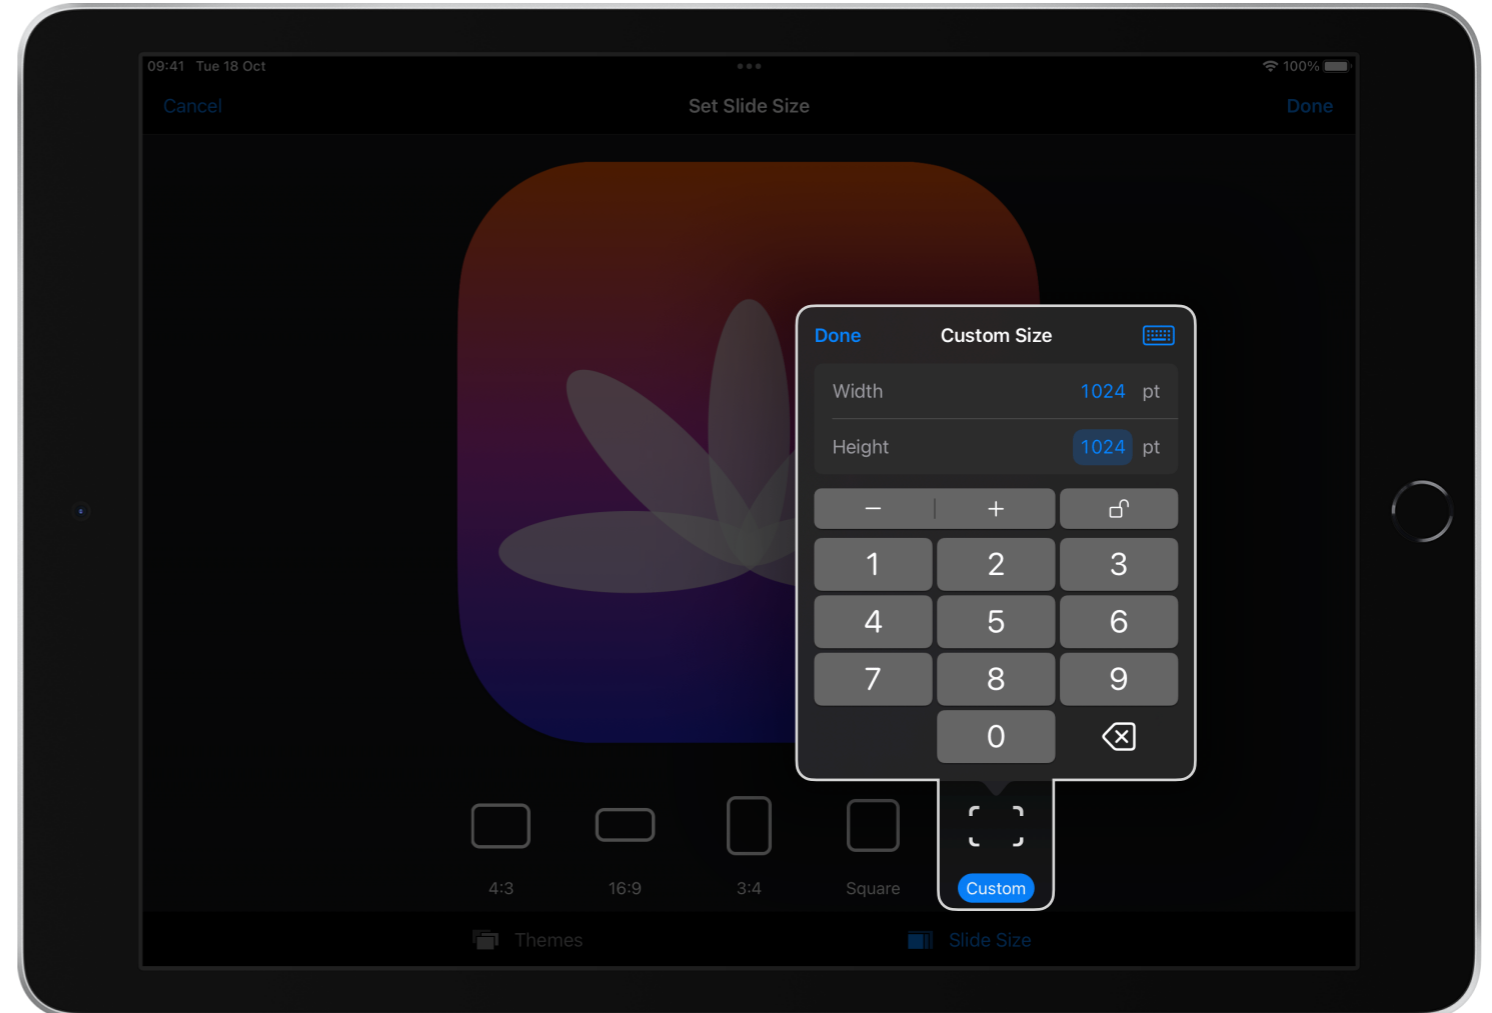 09:41 Tue 18 Oct
100%
Cancel
Set Slide Size
Done
Done
Custom Size
Width
1024 pt
Height
1024 pt
− +
1 2 3
4 5 6
7 8 9
0
4:3
16:9
3:4
Square
Custom
Themes
Slide Size